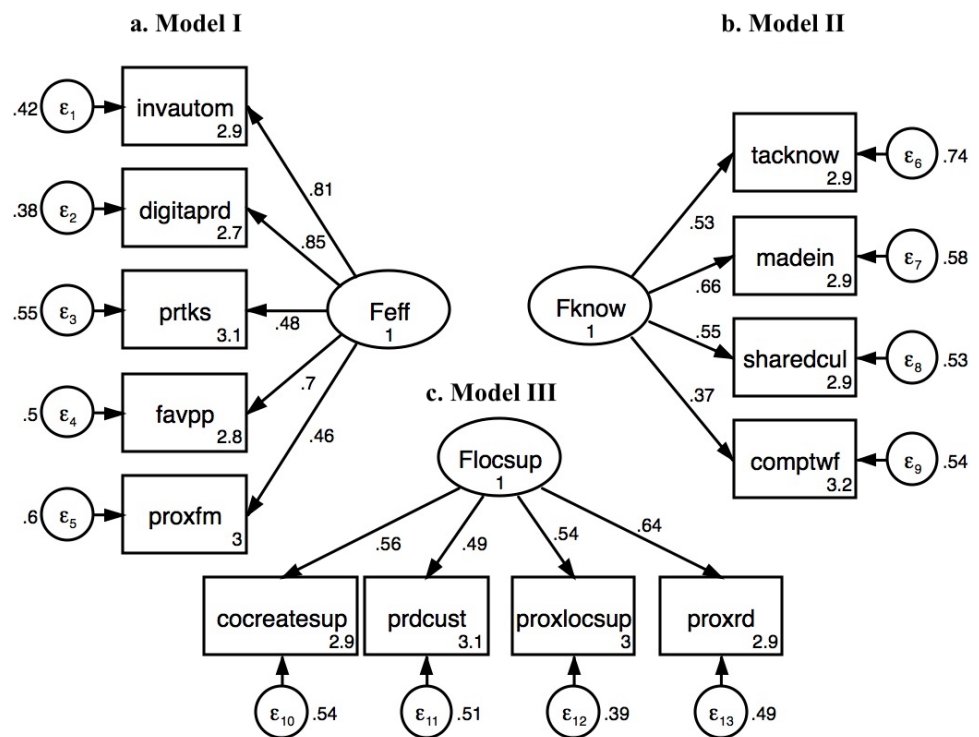 a. Model I
.42 ε1 invautom 2.9
.81
.38 ε2 digitaprd 2.7
.85
.55 ε3 prtks 3.1
.48
Feff
1
.5 ε4 favpp 2.8
.7
.6 ε5 proxfm 3
.46
b. Model II
tacknow 2.9 ε6 .74
.53
madein 2.9 ε7 .58
.66
Fknow
1
sharedcul 2.9 ε8 .53
.55
comptwf 3.2 ε9 .54
.37
c. Model III
Flocsup
1
.56 .49 .54 .64
cocreatesup prdcust proxlocsup proxrd
2.9 3.1 3 2.9
ε10 .54 ε11 .51 ε12 .39 ε13 .49